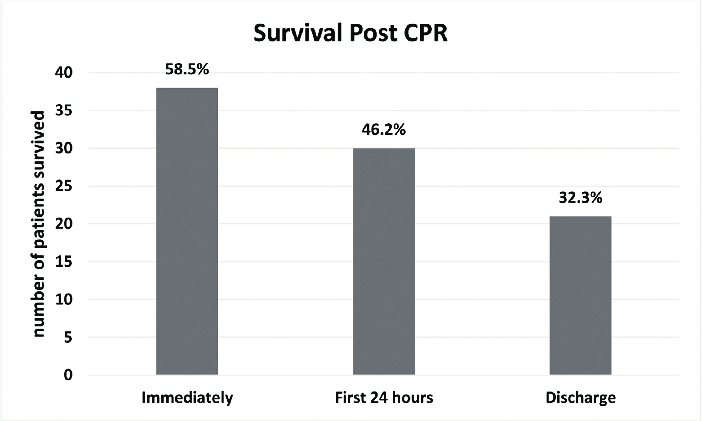 Survival Post CPR
number of patients survived
40
35
30
25
20
15
10
5
0
58.5%
46.2%
32.3%
Immediately
First 24 hours
Discharge